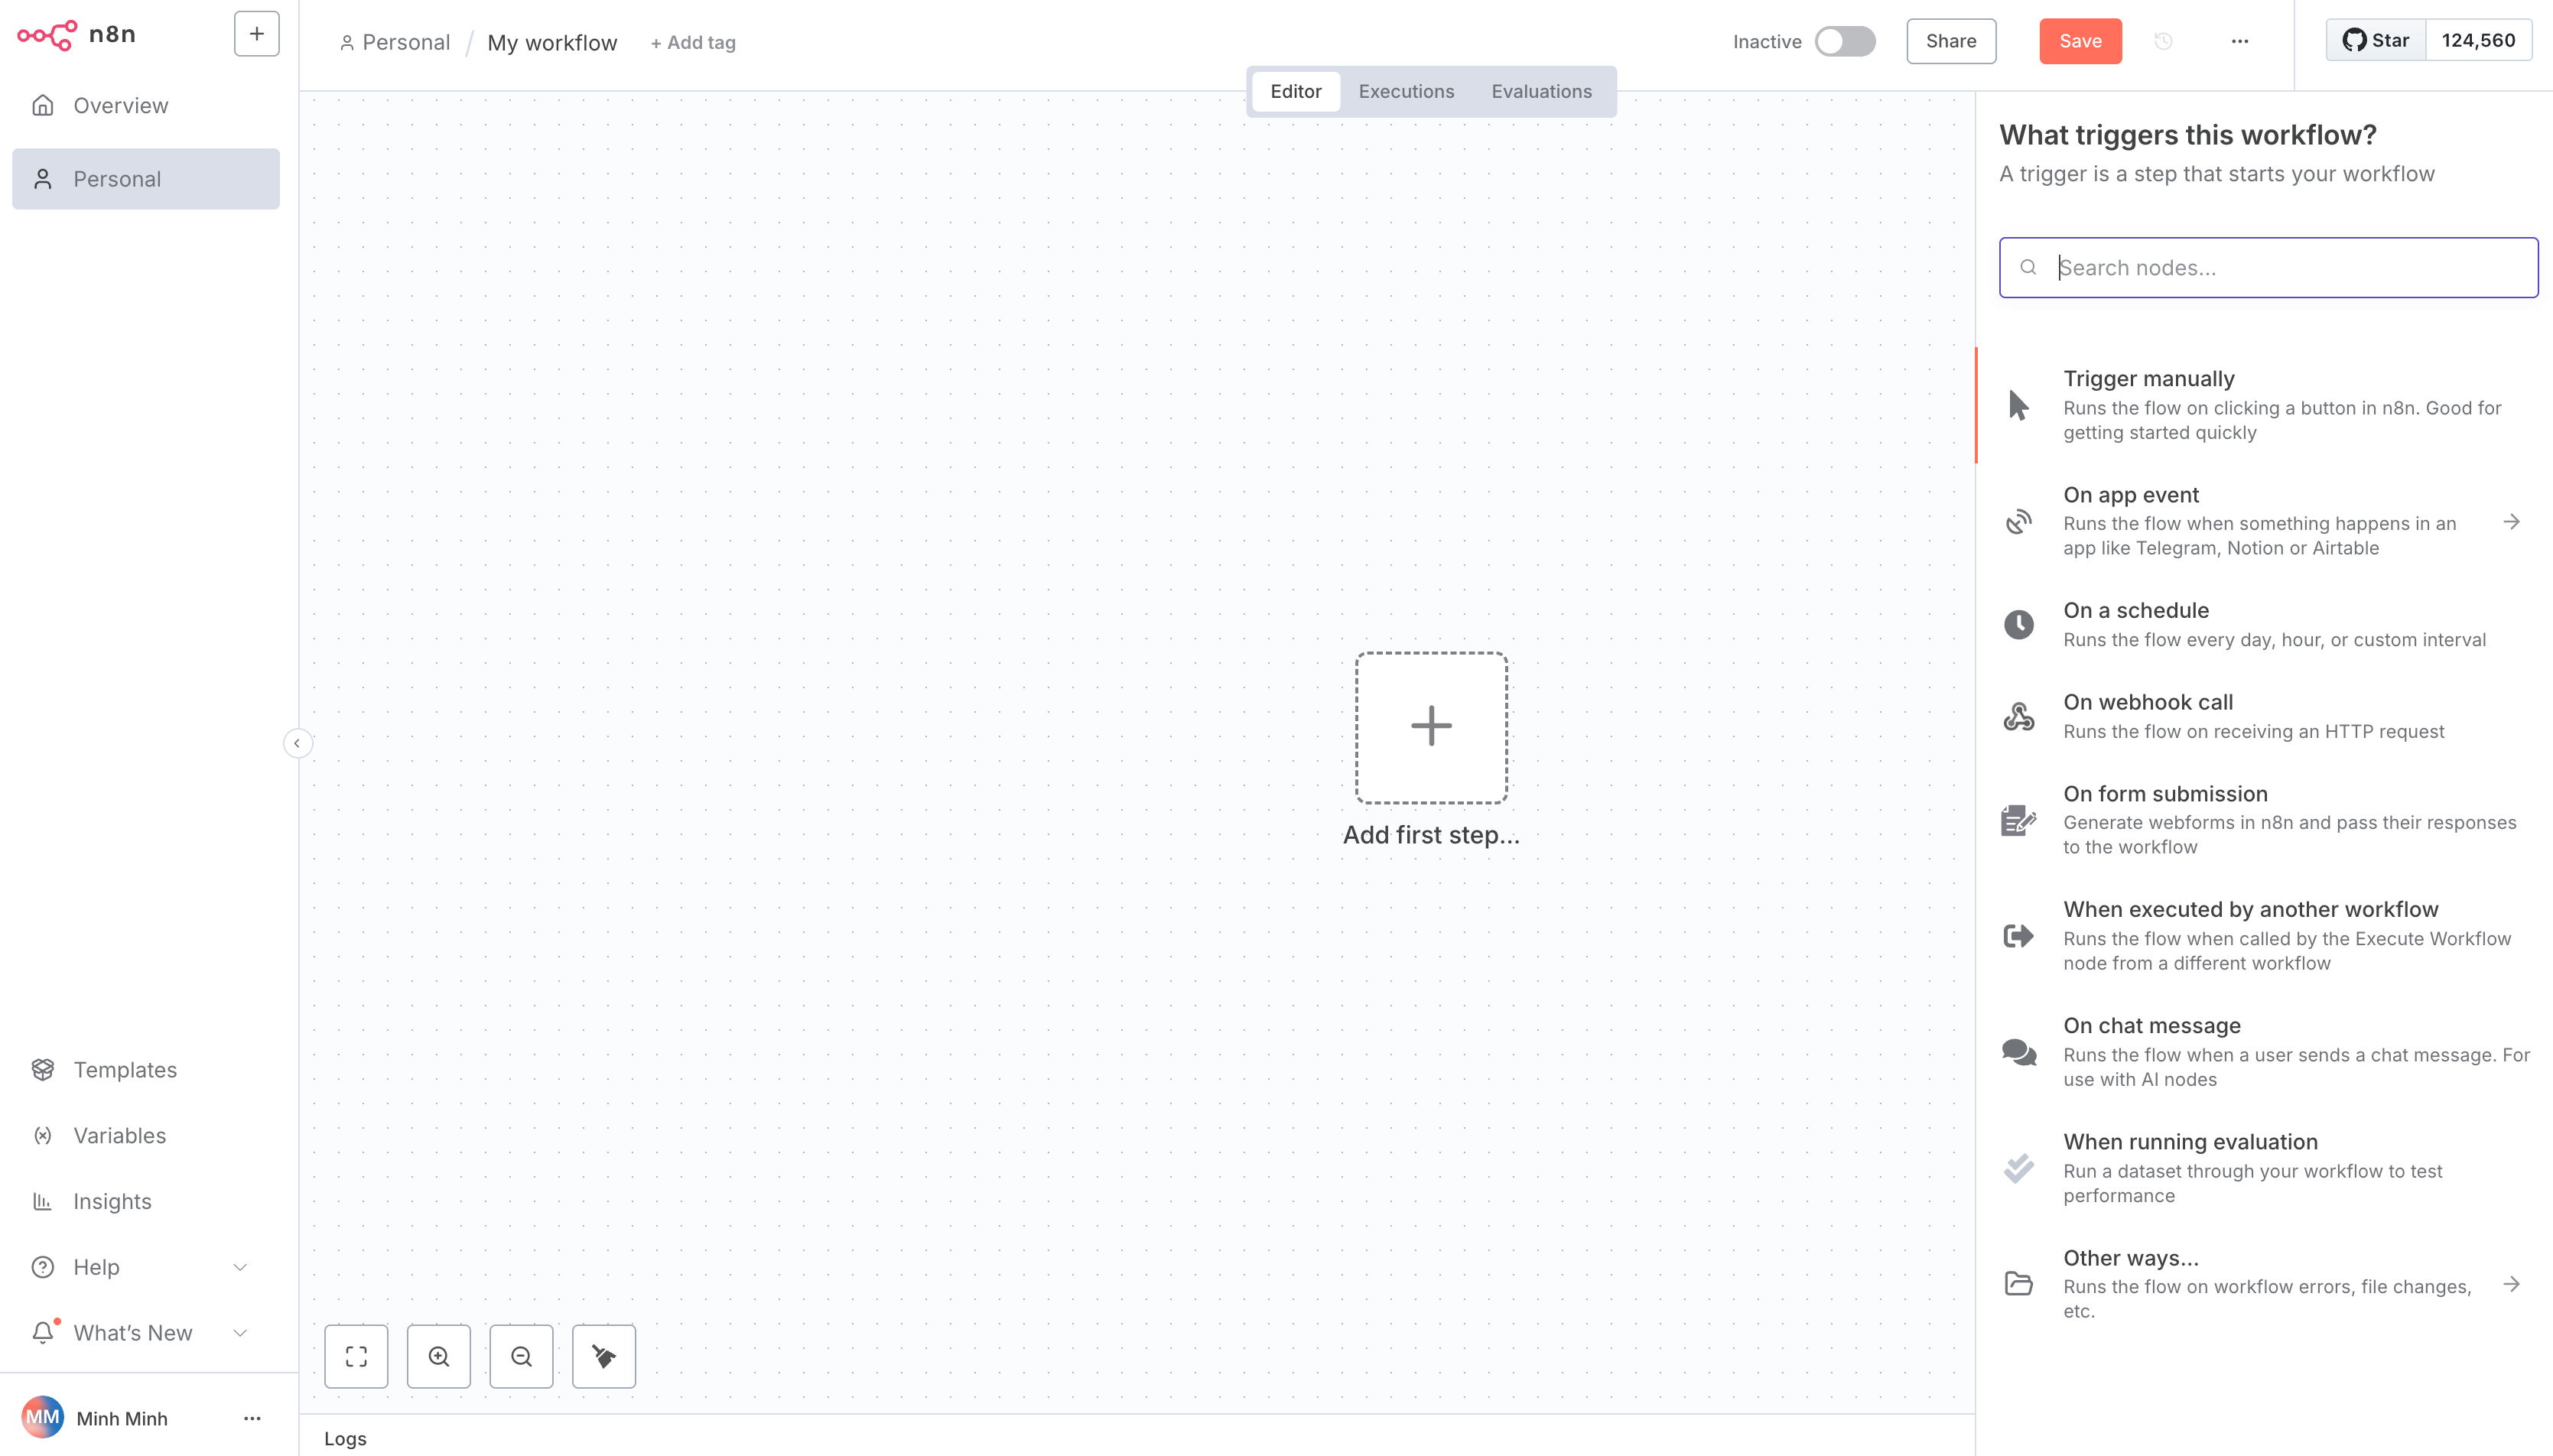 n8n
Overview
Personal
Templates
Variables
Insights
Help
What's New
MM
Minh Minh
Personal / My workflow + Add tag
Inactive
Share
Save
Star 124,560
Editor Executions Evaluations
Add first step...
Logs
What triggers this workflow?
A trigger is a step that starts your workflow
Search nodes...
Trigger manually
Runs the flow on clicking a button in n8n. Good for
getting started quickly
On app event
Runs the flow when something happens in an
app like Telegram, Notion or Airtable
On a schedule
Runs the flow every day, hour, or custom interval
On webhook call
Runs the flow on receiving an HTTP request
On form submission
Generate webforms in n8n and pass their responses
to the workflow
When executed by another workflow
Runs the flow when called by the Execute Workflow
node from a different workflow
On chat message
Runs the flow when a user sends a chat message. For
use with AI nodes
When running evaluation
Run a dataset through your workflow to test
performance
Other ways...
Runs the flow on workflow errors, file changes,
etc.